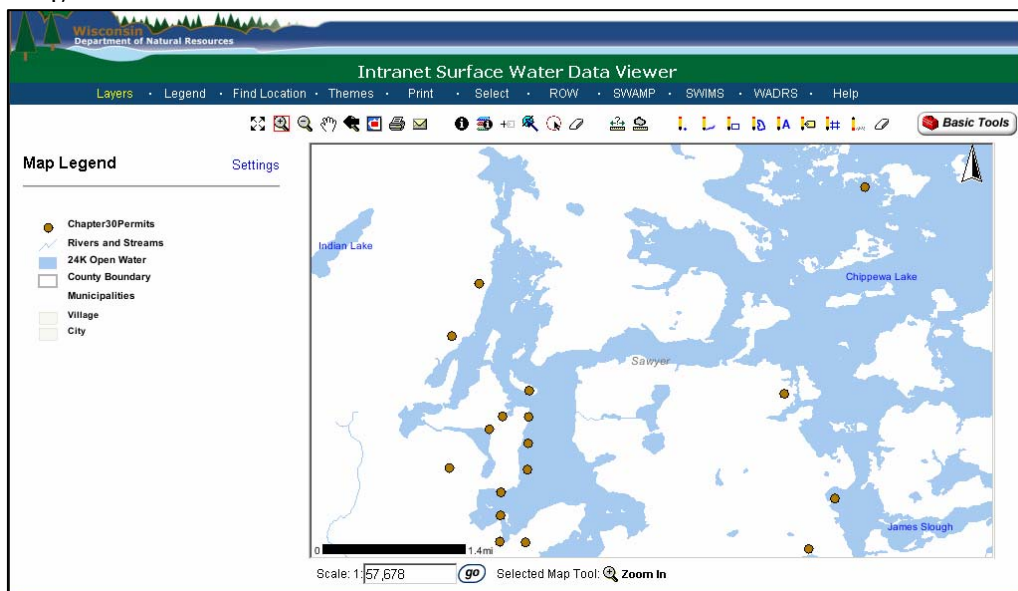 Wisconsin
Department of Natural Resources
Intranet Surface Water Data Viewer
Layers · Legend · Find Location · Themes · Print · Select · ROW · SWAMP · SWIMS · WADRS · Help
Basic Tools
Map Legend Settings
Chapter30Permits
Rivers and Streams
24K Open Water
County Boundary
Municipalities
Village
City
Indian Lake
Chippewa Lake
Sawyer
James Slough
0 1.4mi
Scale: 1: 57,678 go Selected Map Tool: Zoom In